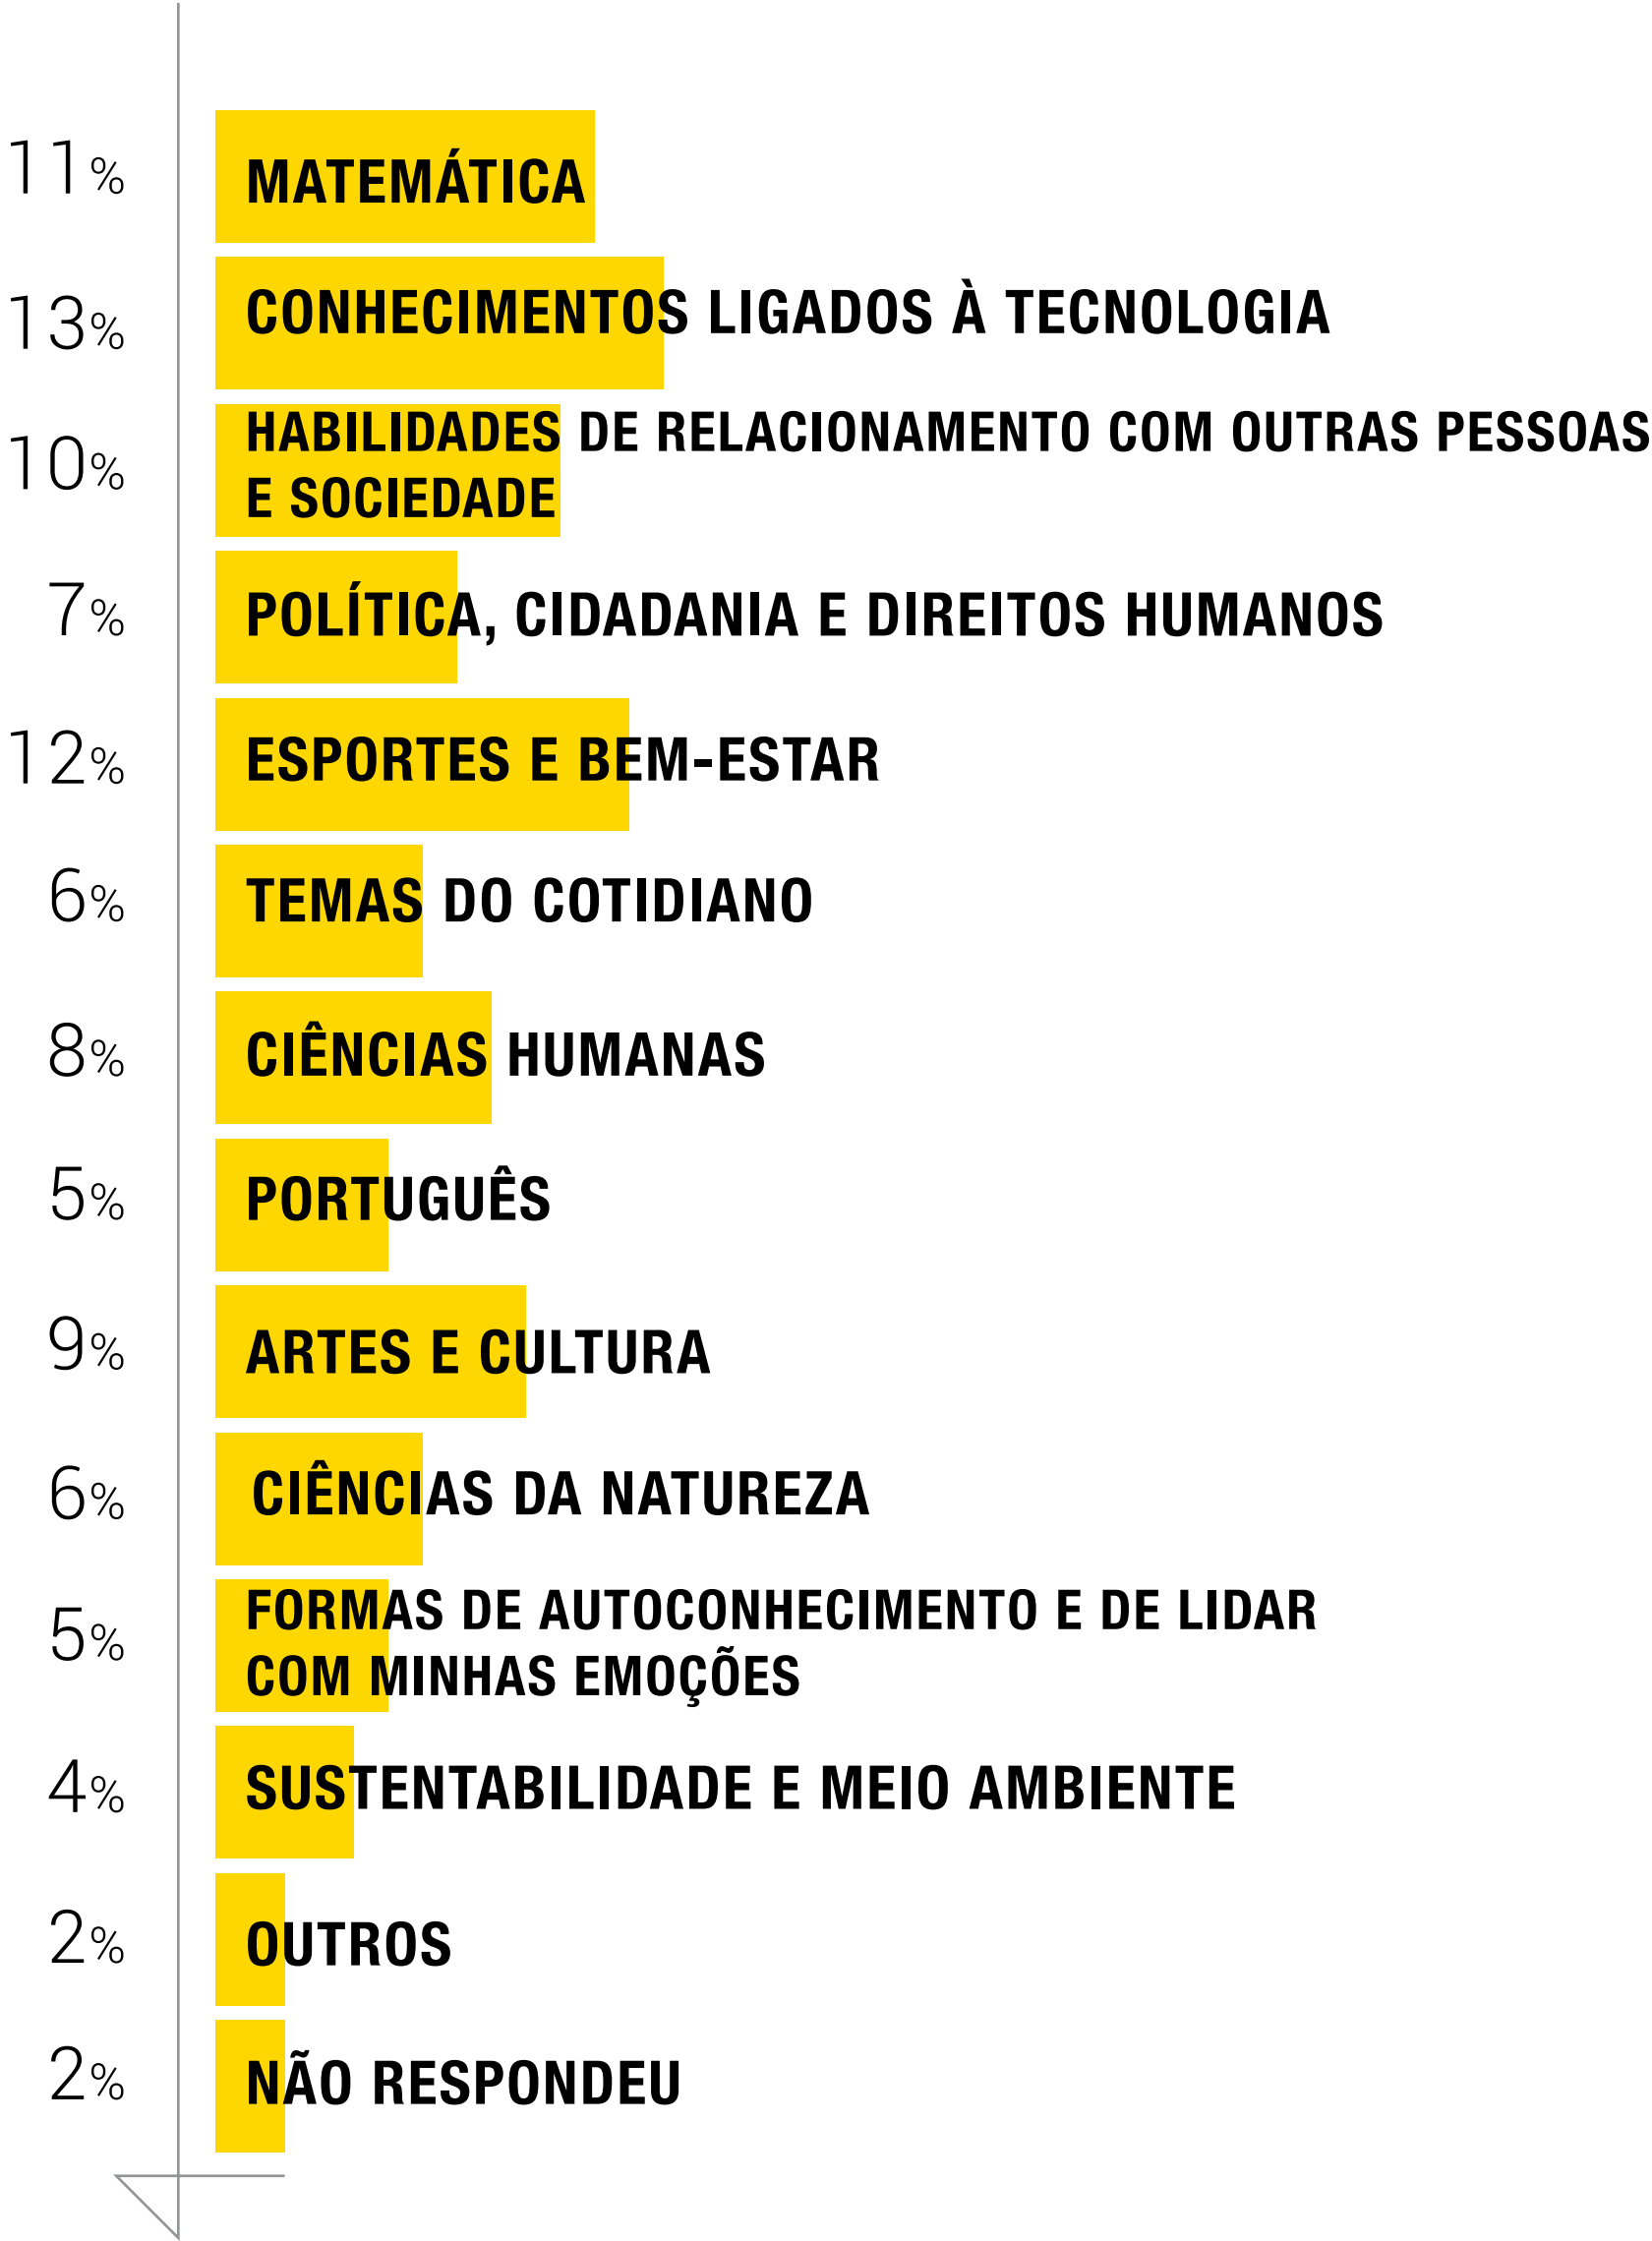 11% MATEMÁTICA
13% CONHECIMENTOS LIGADOS À TECNOLOGIA
10% HABILIDADES DE RELACIONAMENTO COM OUTRAS PESSOAS
E SOCIEDADE
7% POLÍTICA, CIDADANIA E DIREITOS HUMANOS
12% ESPORTES E BEM-ESTAR
6% TEMAS DO COTIDIANO
8% CIÊNCIAS HUMANAS
5% PORTUGUÊS
9% ARTES E CULTURA
6% CIÊNCIAS DA NATUREZA
5% FORMAS DE AUTOCONHECIMENTO E DE LIDAR
COM MINHAS EMOÇÕES
4% SUSTENTABILIDADE E MEIO AMBIENTE
2% OUTROS
2% NÃO RESPONDEU